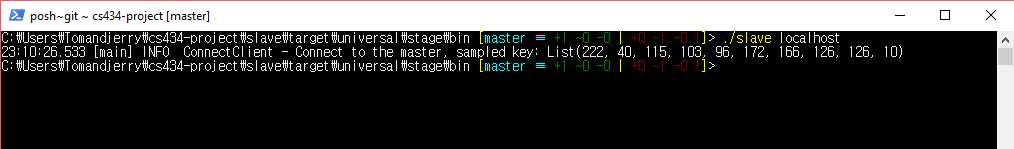 posh~git ~ cs434-project [master]
C:₩Users₩Tomandjerry₩cs434-project₩slave₩target₩universal₩stage₩bin [master ≡ +1 ~0 -0 | +0 ~1 -0 !]> ./slave localhost
23:10:26.533 [main] INFO  ConnectClient - Connect to the master, sampled key: List(222, 40, 115, 103, 96, 172, 166, 126, 126, 10)
C:₩Users₩Tomandjerry₩cs434-project₩slave₩target₩universal₩stage₩bin [master ≡ +1 ~0 -0 | +0 ~1 -0 !]>